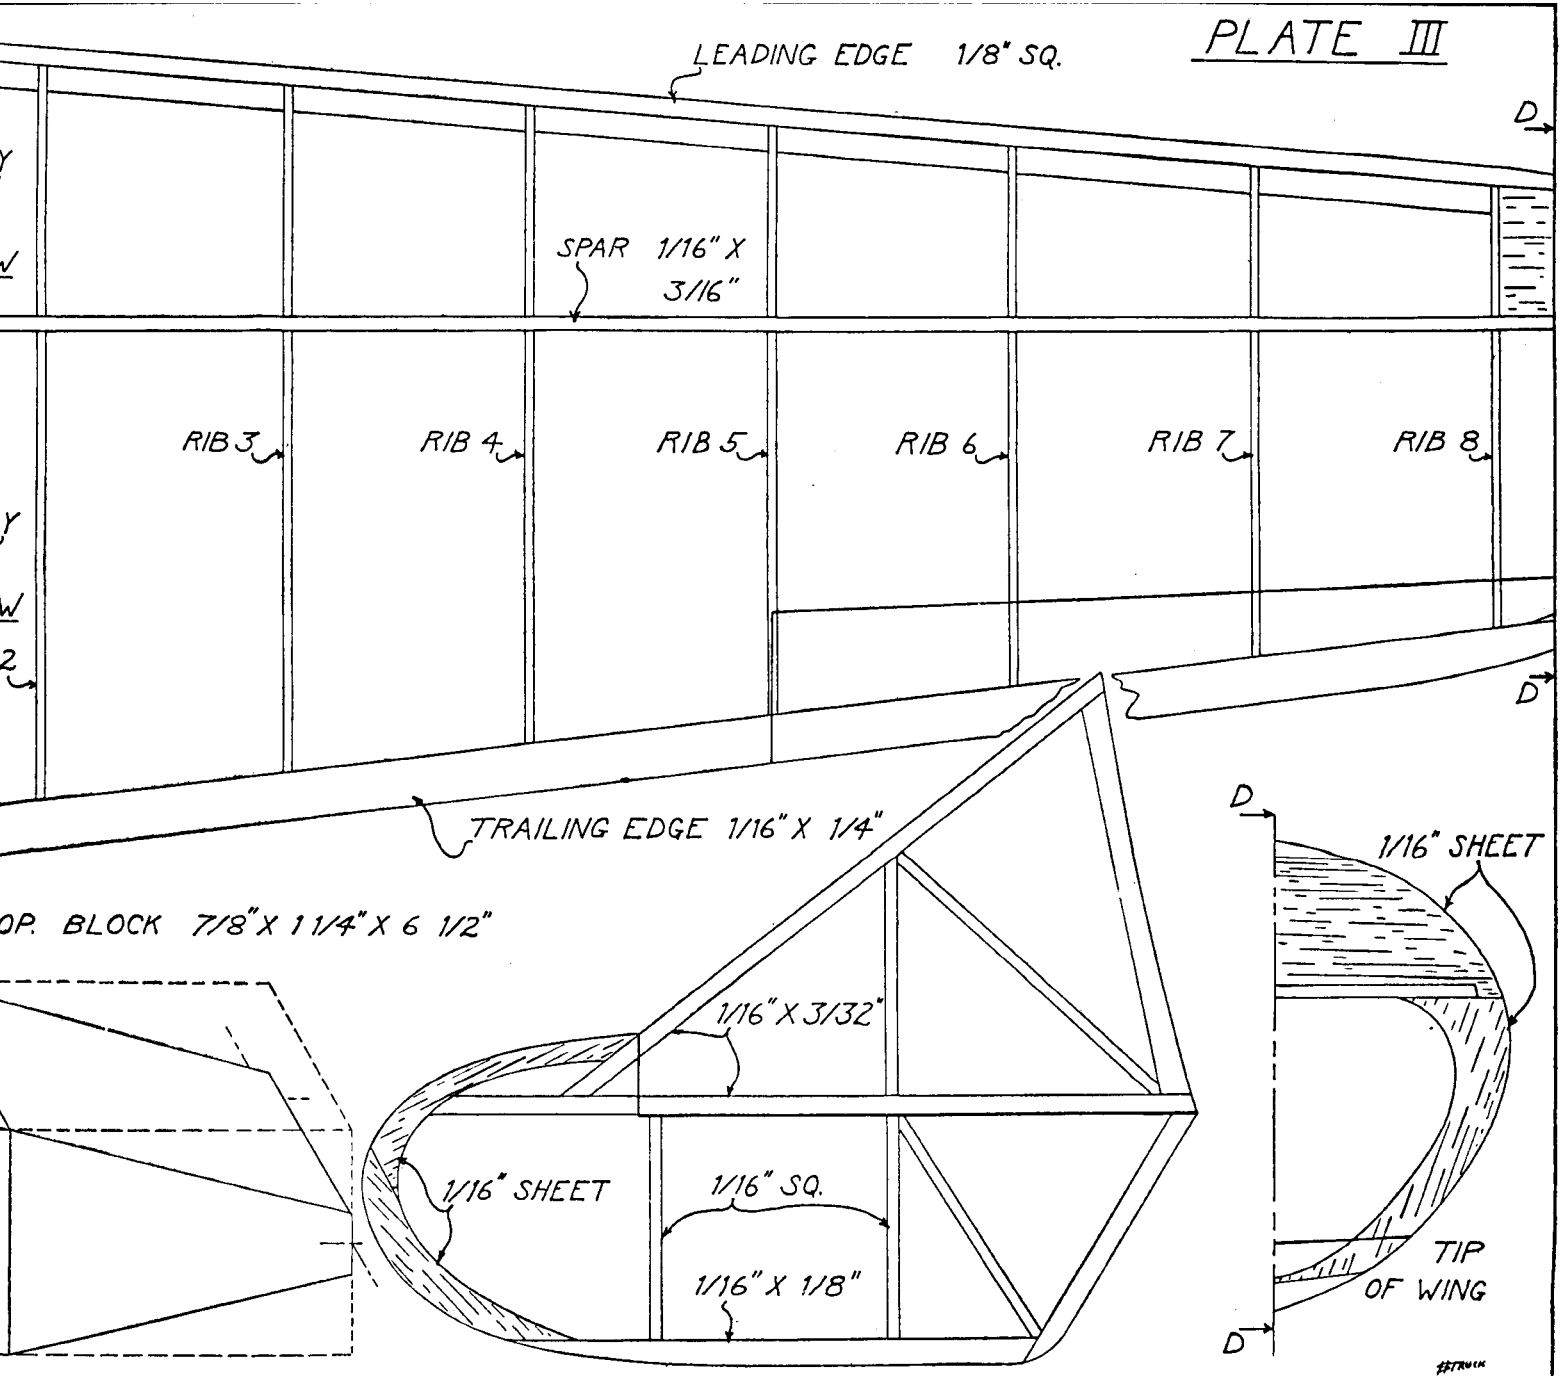 PLATE III
LEADING EDGE 1/8" SQ.
D
Y
W
SPAR 1/16" X
3/16"
RIB 3
RIB 4
RIB 5
RIB 6
RIB 7
RIB 8
Y
W
2
D
TRAILING EDGE 1/16" X 1/4"
D
1/16" SHEET
OP. BLOCK 7/8" X 1 1/4" X 6 1/2"
1/16" X 3/32"
1/16" SHEET
1/16" SQ.
1/16" X 1/8"
TIP
OF WING
D